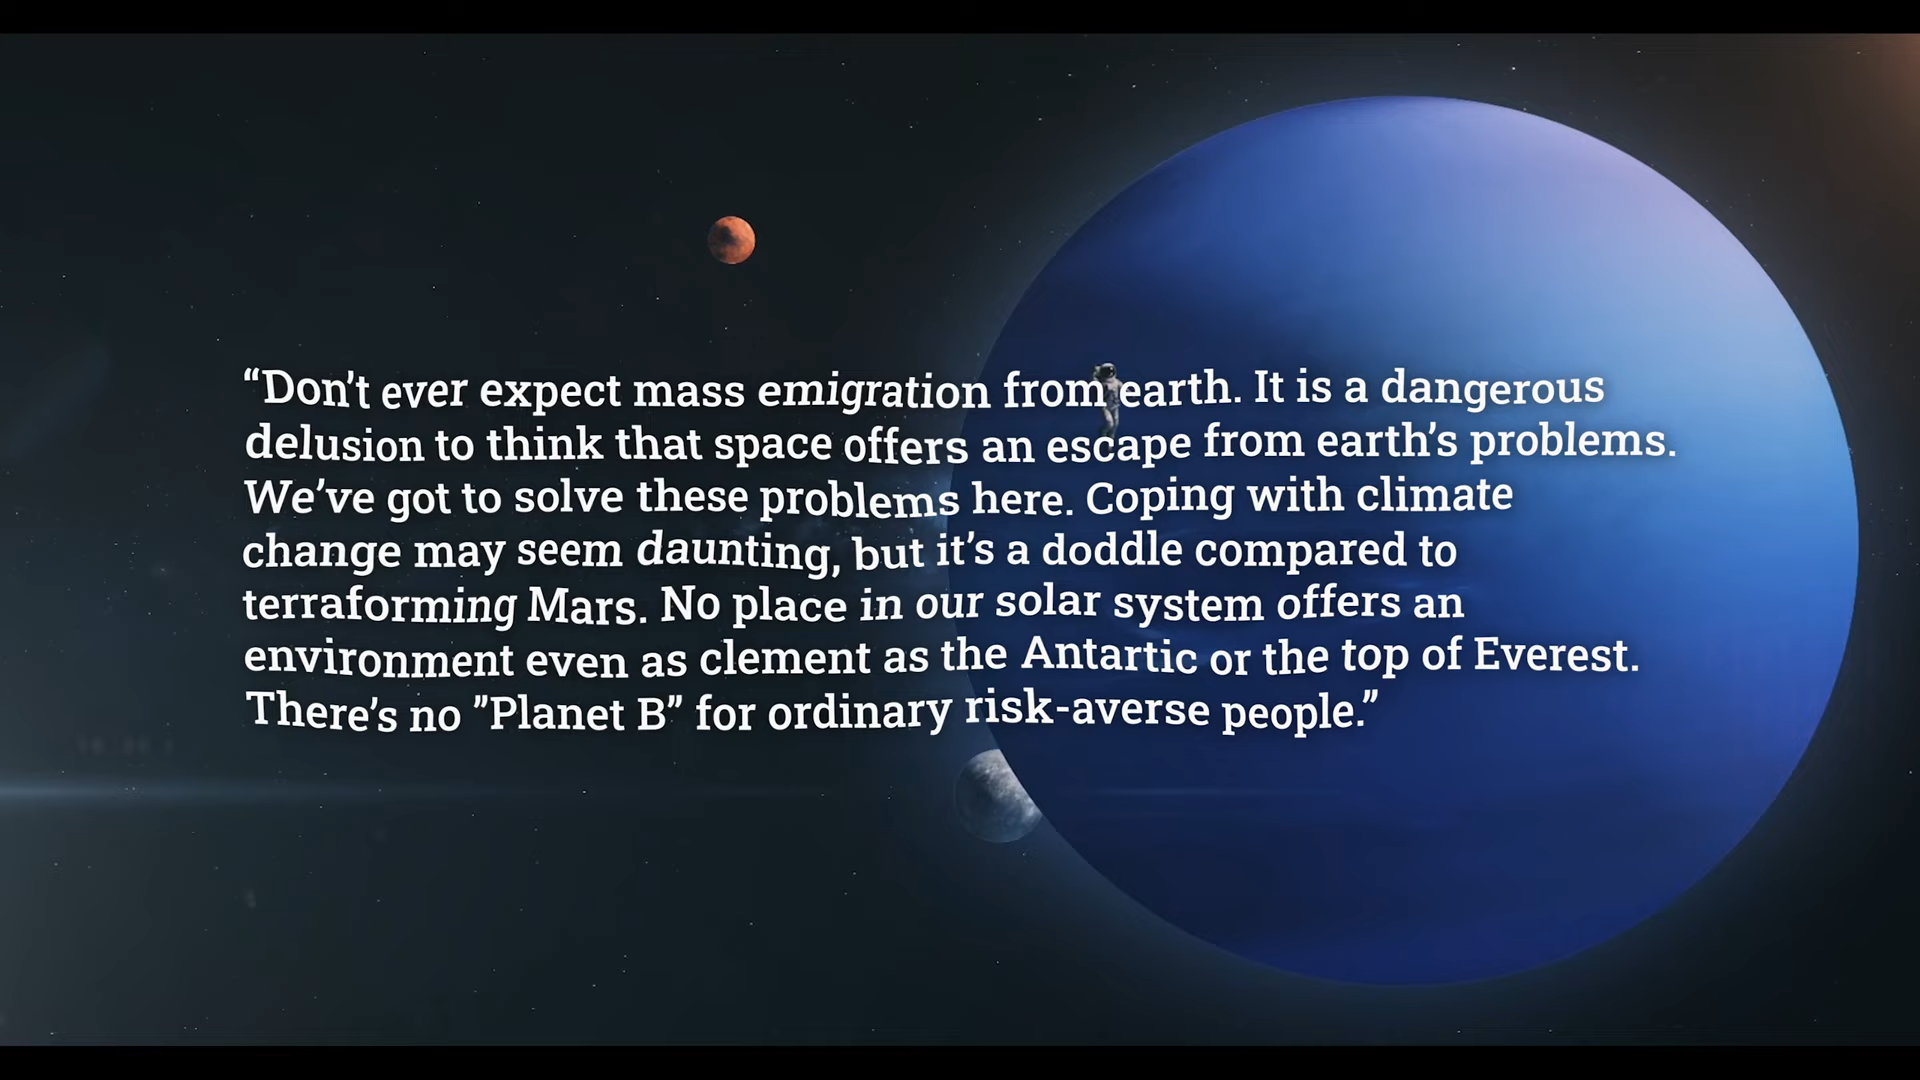 “Don’t ever expect mass emigration from earth. It is a dangerous
delusion to think that space offers an escape from earth’s problems.
We’ve got to solve these problems here. Coping with climate
change may seem daunting, but it’s a doddle compared to
terraforming Mars. No place in our solar system offers an
environment even as clement as the Antartic or the top of Everest.
There’s no ”Planet B” for ordinary risk-averse people.”